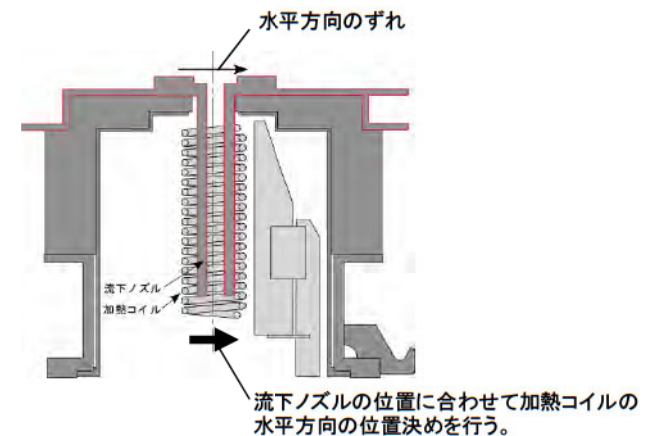 水平方向のずれ
流下ノズル
加熱コイル
流下ノズルの位置に合わせて加熱コイルの
水平方向の位置決めを行う。